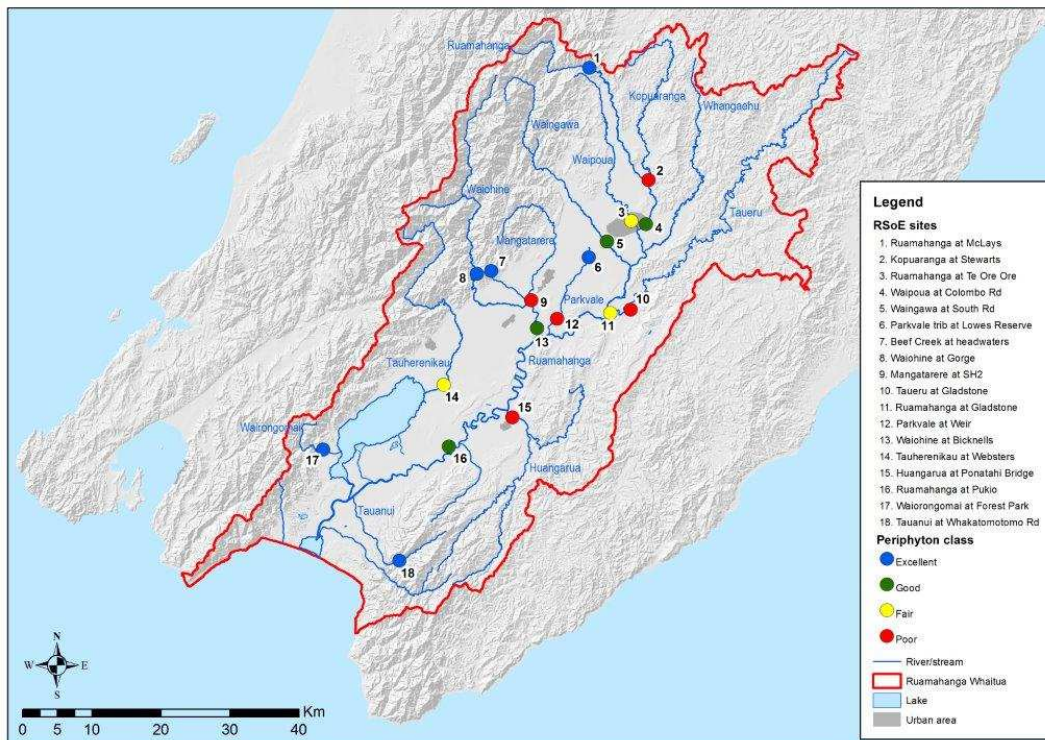 Ruamahanga
1
Kopuaranga
Whangaehu
Waingawa
Waipoua
2
Waiohine
3
4
Taueru
Mangatarere
5
6
7
8
9
Parkvale
10
11
12
13
Ruamahanga
Tauherenikau
14
15
Wairongomai
16
17
Huangarua
Tauanui
18
N
W
E
S
0 5 10 20 30 40
Km
Legend
RSoE sites
1. Ruamahanga at McLays
2. Kopuaranga at Stewarts
3. Ruamahanga at Te Ore Ore
4. Waipoua at Colombo Rd
5. Waingawa at South Rd
6. Parkvale trib at Lowes Reserve
7. Beef Creek at headwaters
8. Waiohine at Gorge
9. Mangatarere at SH2
10. Taueru at Gladstone
11. Ruamahanga at Gladstone
12. Parkvale at Weir
13. Waiohine at Bicknells
14. Tauherenikau at Websters
15. Huangarua at Ponatahi Bridge
16. Ruamahanga at Pukio
17. Waiorongomai at Forest Park
18. Tauanui at Whakatomotomo Rd
Periphyton class
Excellent
Good
Fair
Poor
River/stream
Ruamahanga Whaitua
Lake
Urban area